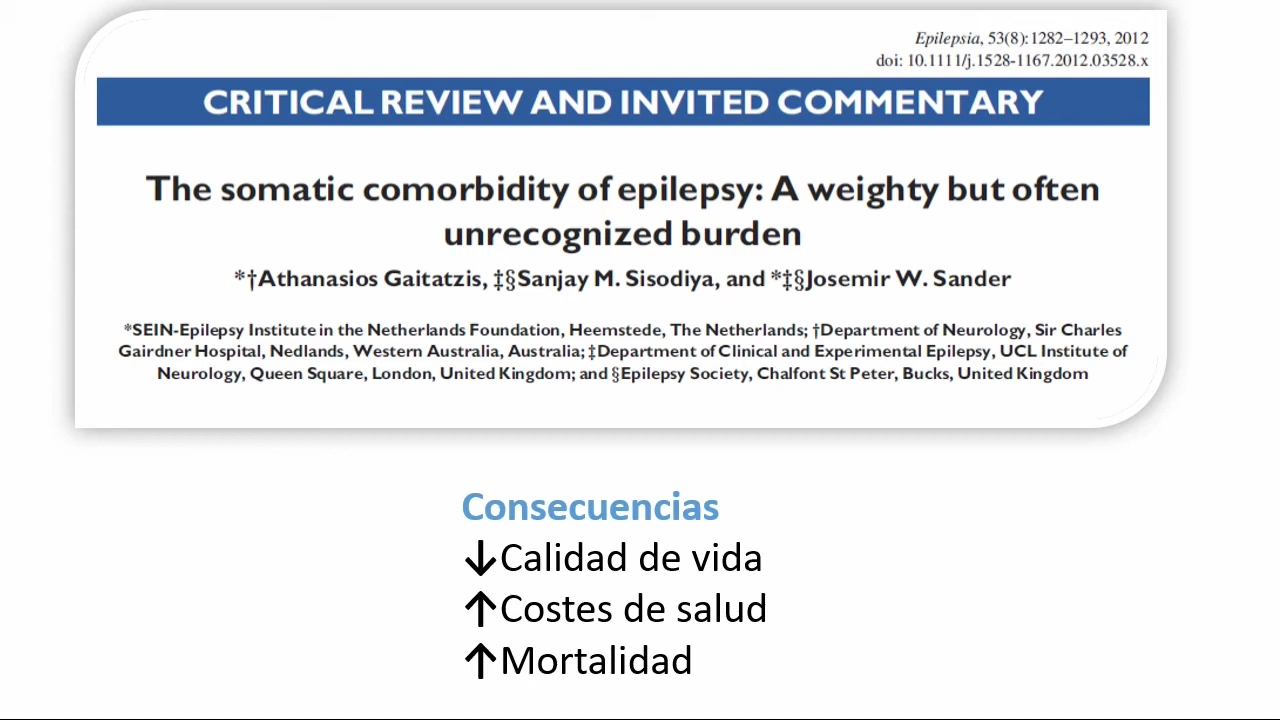 Epilepsia, 53(8):1282–1293, 2012
doi: 10.1111/j.1528-1167.2012.03528.x
CRITICAL REVIEW AND INVITED COMMENTARY
The somatic comorbidity of epilepsy: A weighty but often
unrecognized burden
*†Athanasios Gaitatzis, ‡§Sanjay M. Sisodiya, and *‡§Josemir W. Sander
*SEIN-Epilepsy Institute in the Netherlands Foundation, Heemstede, The Netherlands; †Department of Neurology, Sir Charles
Gairdner Hospital, Nedlands, Western Australia, Australia; ‡Department of Clinical and Experimental Epilepsy, UCL Institute of
Neurology, Queen Square, London, United Kingdom; and §Epilepsy Society, Chalfont St Peter, Bucks, United Kingdom
Consecuencias
↓Calidad de vida
↑Costes de salud
↑Mortalidad